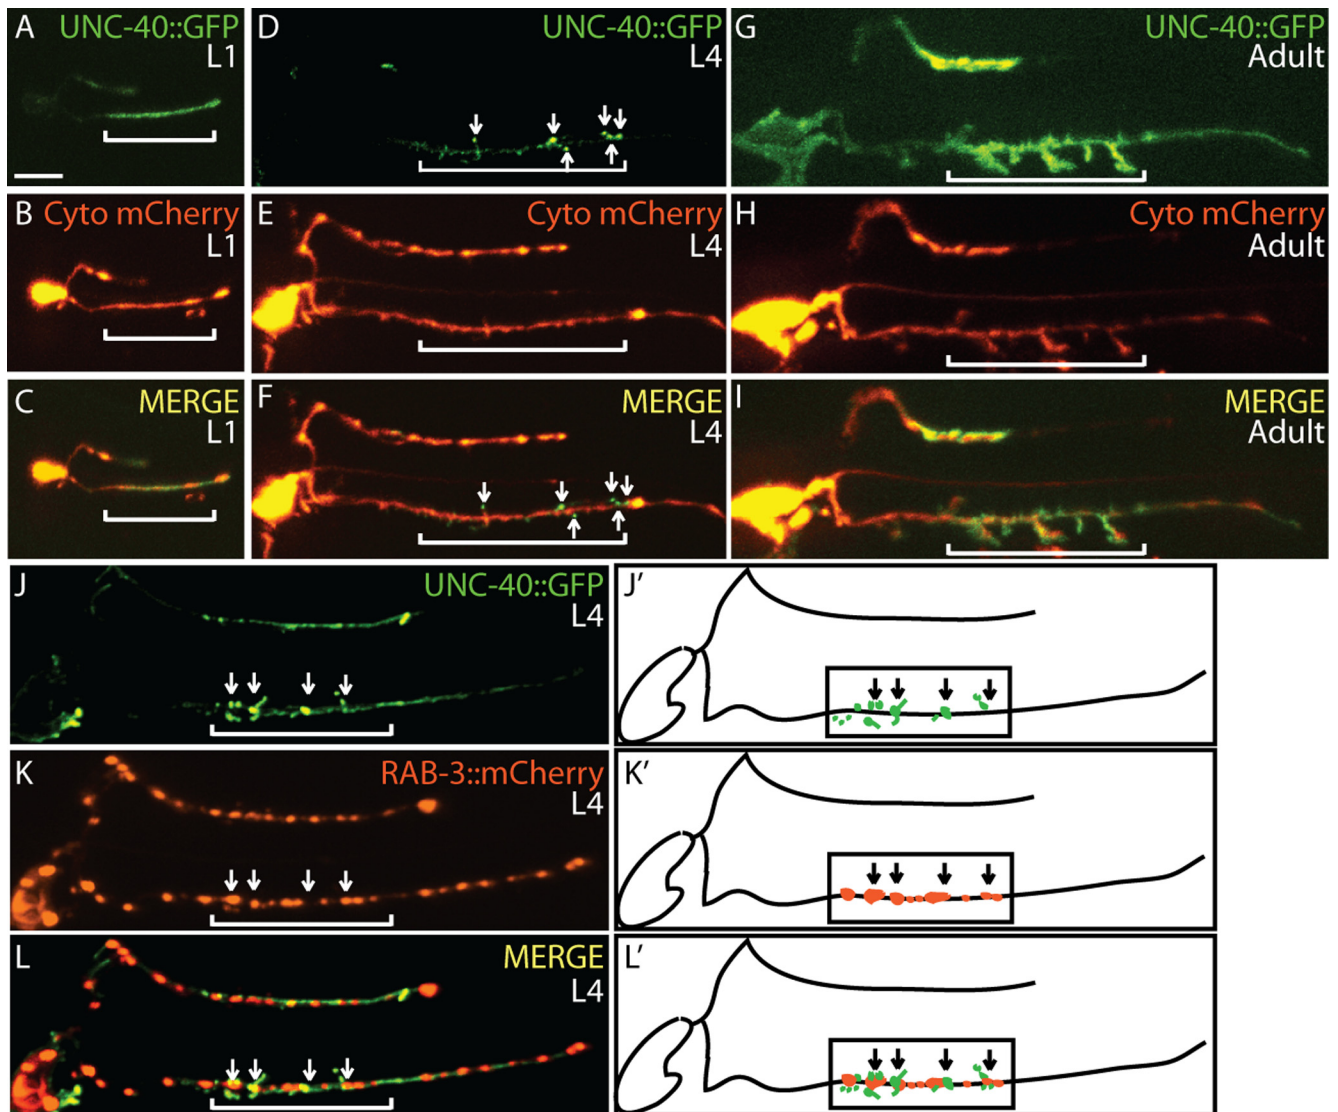 A UNC-40::GFP
L1
D UNC-40::GFP
L4
G UNC-40::GFP
Adult
B Cyto mCherry
L1
E Cyto mCherry
L4
H Cyto mCherry
Adult
C MERGE
L1
F MERGE
L4
I MERGE
Adult
J UNC-40::GFP
L4
J′
K RAB-3::mCherry
L4
K′
L MERGE
L4
L′